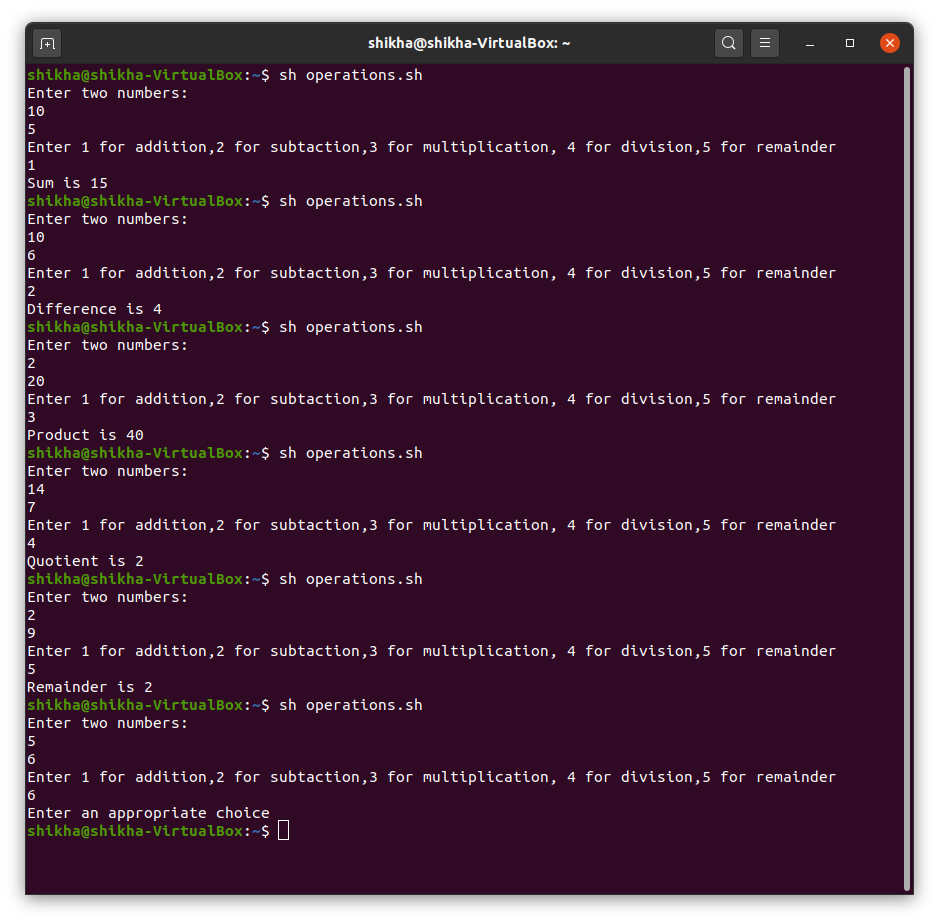 shikha@shikha-VirtualBox: ~
shikha@shikha-VirtualBox:~$ sh operations.sh
Enter two numbers:
10
5
Enter 1 for addition,2 for subtaction,3 for multiplication, 4 for division,5 for remainder
1
Sum is 15
shikha@shikha-VirtualBox:~$ sh operations.sh
Enter two numbers:
10
6
Enter 1 for addition,2 for subtaction,3 for multiplication, 4 for division,5 for remainder
2
Difference is 4
shikha@shikha-VirtualBox:~$ sh operations.sh
Enter two numbers:
2
20
Enter 1 for addition,2 for subtaction,3 for multiplication, 4 for division,5 for remainder
3
Product is 40
shikha@shikha-VirtualBox:~$ sh operations.sh
Enter two numbers:
14
7
Enter 1 for addition,2 for subtaction,3 for multiplication, 4 for division,5 for remainder
4
Quotient is 2
shikha@shikha-VirtualBox:~$ sh operations.sh
Enter two numbers:
2
9
Enter 1 for addition,2 for subtaction,3 for multiplication, 4 for division,5 for remainder
5
Remainder is 2
shikha@shikha-VirtualBox:~$ sh operations.sh
Enter two numbers:
5
6
Enter 1 for addition,2 for subtaction,3 for multiplication, 4 for division,5 for remainder
6
Enter an appropriate choice
shikha@shikha-VirtualBox:~$